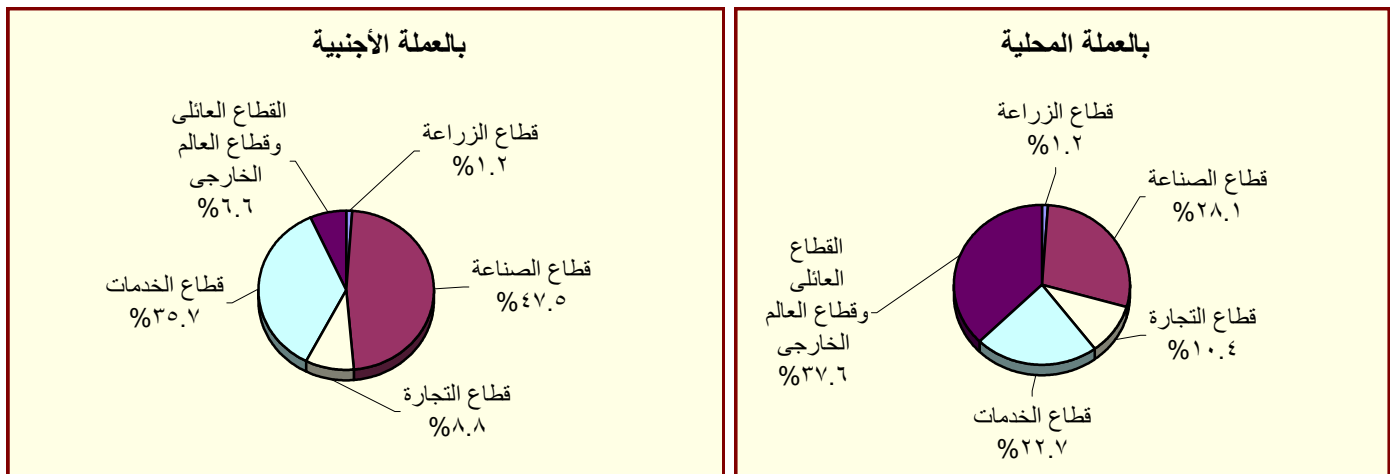 بالعملة المحلية
قطاع الزراعة
%١.٢
قطاع الصناعة
%٢٨.١
قطاع التجارة
%١٠.٤
قطاع الخدمات
%٢٢.٧
القطاع
العائلى
وقطاع العالم
الخارجى
%٣٧.٦
بالعملة الأجنبية
قطاع الزراعة
%١.٢
قطاع الصناعة
%٤٧.٥
قطاع التجارة
%٨.٨
قطاع الخدمات
%٣٥.٧
القطاع العائلى
وقطاع العالم
الخارجى
%٦.٦